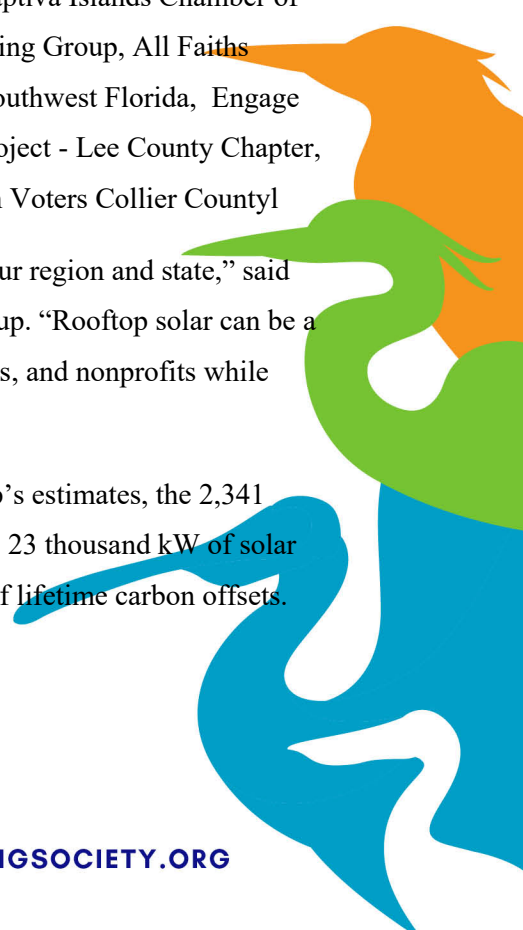 aptiva Islands Chamber of
ing Group, All Faiths
outhwest Florida, Engage
oject - Lee County Chapter,
n Voters Collier Countyl
ur region and state,” said
up. “Rooftop solar can be a
s, and nonprofits while
o’s estimates, the 2,341
23 thousand kW of solar
f lifetime carbon offsets.
NGSOCIETY.ORG